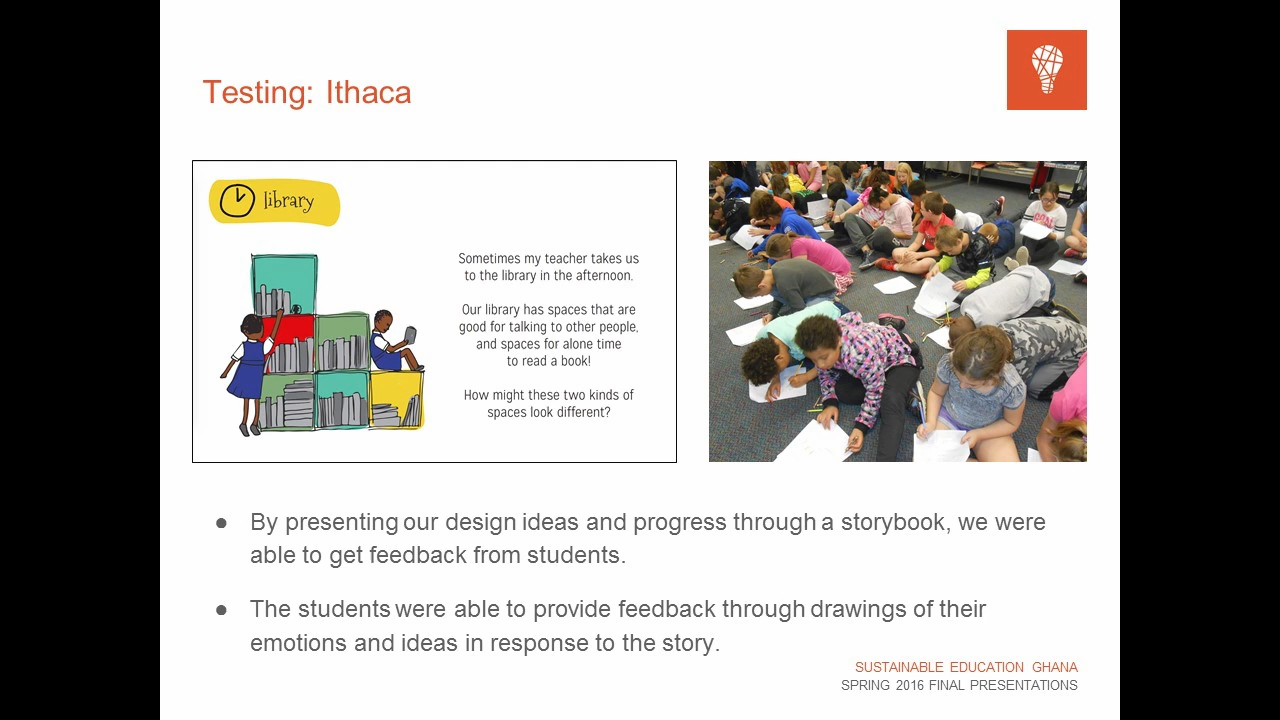 Testing: Ithaca
library
Sometimes my teacher takes us
to the library in the afternoon.
Our library has spaces that are
good for talking to other people,
and spaces for alone time
to read a book!
How might these two kinds of
spaces look different?
● By presenting our design ideas and progress through a storybook, we were
able to get feedback from students.
● The students were able to provide feedback through drawings of their
emotions and ideas in response to the story.
SUSTAINABLE EDUCATION GHANA
SPRING 2016 FINAL PRESENTATIONS